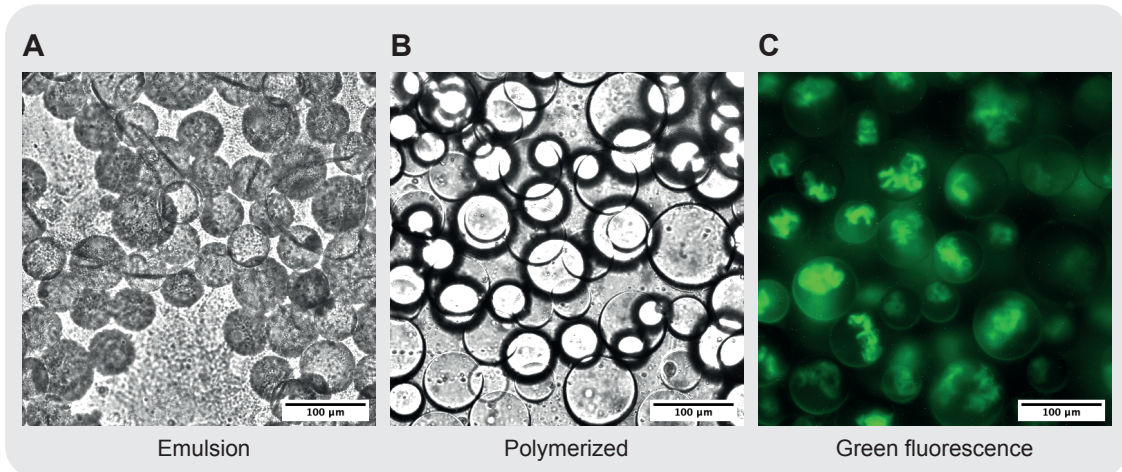 A
B
C
100 µm
100 µm
100 µm
Emulsion
Polymerized
Green fluorescence